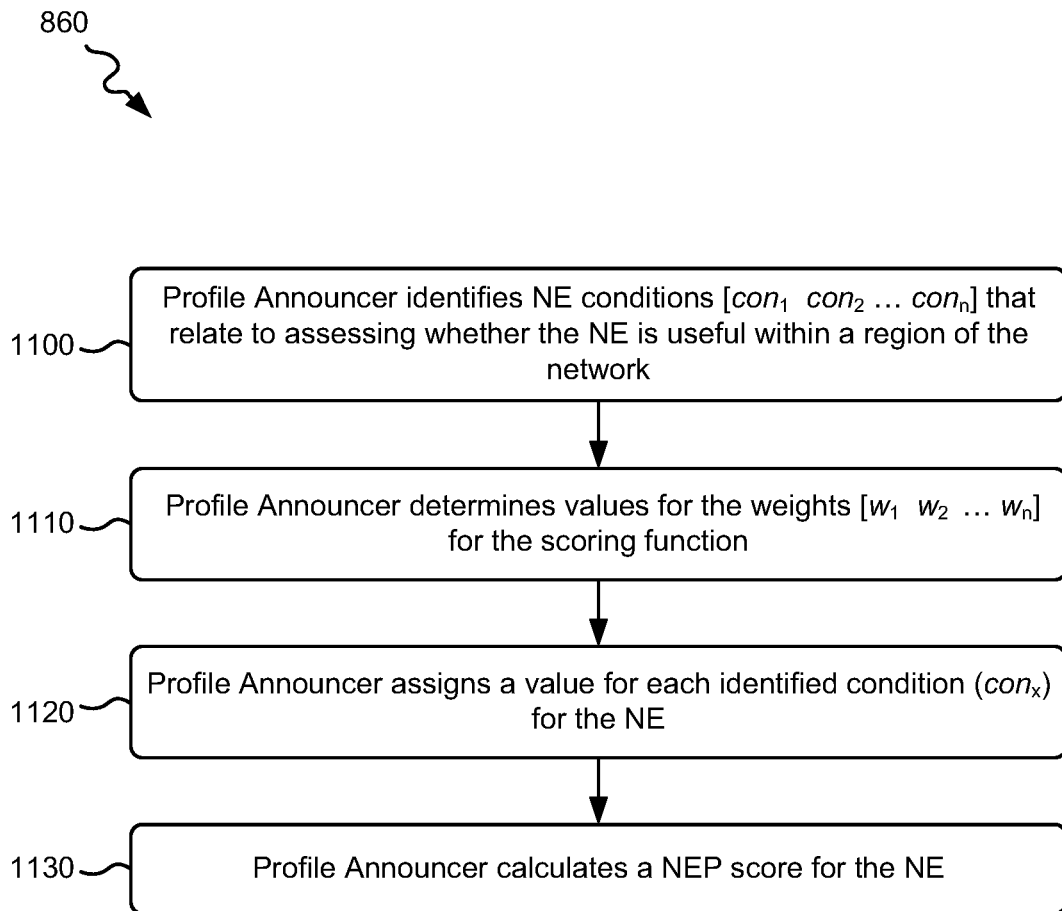 860
1100
Profile Announcer identifies NE conditions [con₁ con₂ … conₙ] that
relate to assessing whether the NE is useful within a region of the
network
1110
Profile Announcer determines values for the weights [w₁ w₂ … wₙ]
for the scoring function
1120
Profile Announcer assigns a value for each identified condition (conₓ)
for the NE
1130
Profile Announcer calculates a NEP score for the NE